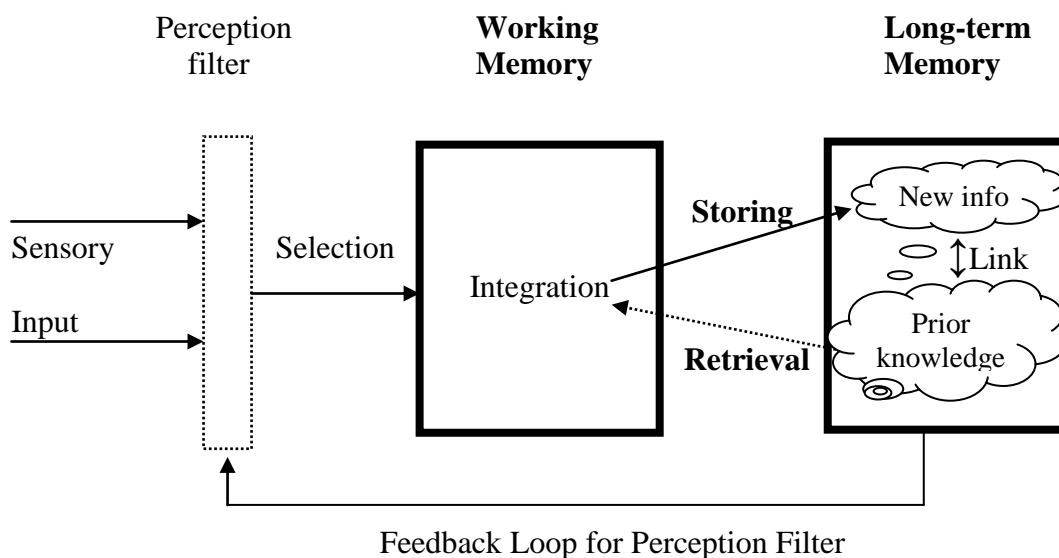 Perception
filter
Working
Memory
Long-term
Memory
Sensory
Input
Selection
Integration
Storing
Retrieval
New info
Link
Prior
knowledge
Feedback Loop for Perception Filter